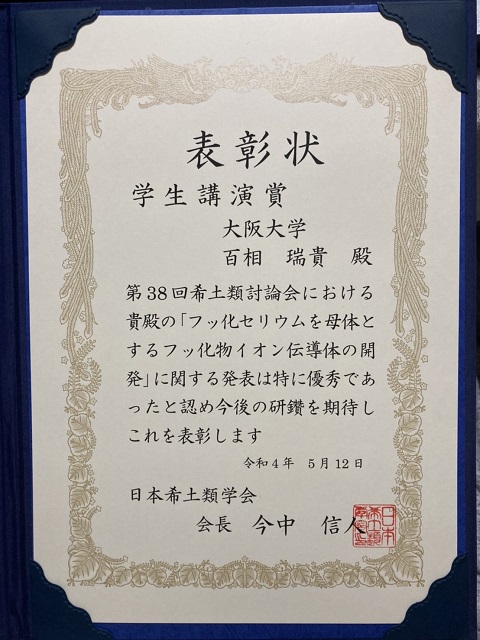 表彰状
学生講演賞
大阪大学
百相 瑞貴 殿
第38回希土類討論会における
貴殿の「フッ化セリウムを母体と
するフッ化物イオン伝導体の開
発」に関する発表は特に優秀であ
ったと認め今後の研鑽を期待し
これを表彰します
令和4年 5月12日
日本希土類学会
会長 今中 信人